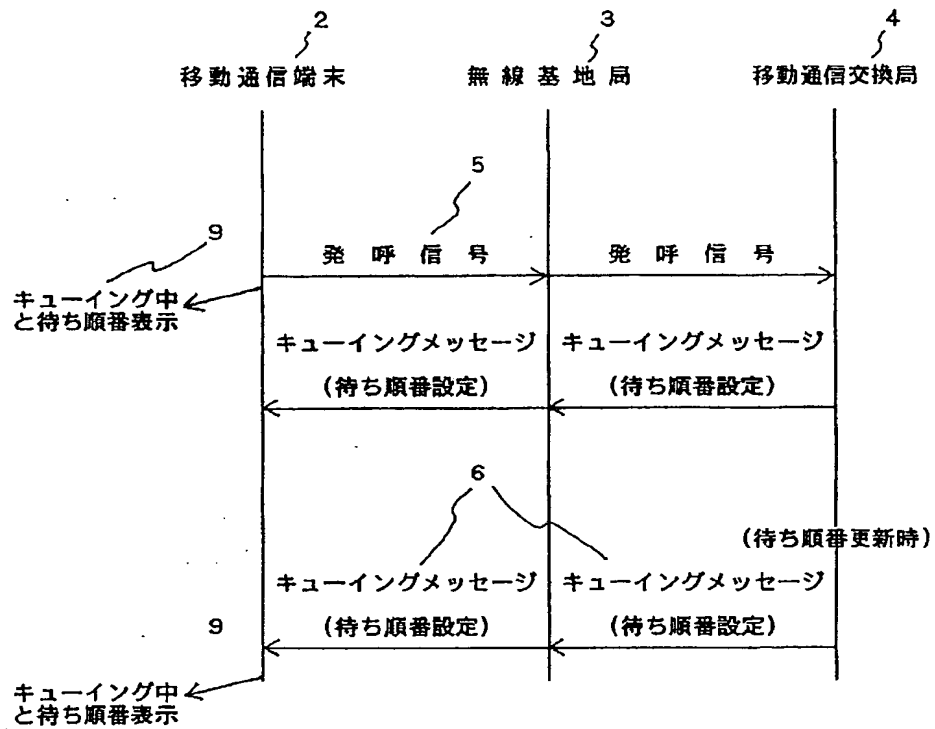 2
3
4
移動通信端末
無線基地局
移動通信交換局
5
9
発呼信号
発呼信号
キューイング中
と待ち順番表示
キューイングメッセージ
キューイングメッセージ
(待ち順番設定)
(待ち順番設定)
6
(待ち順番更新時)
キューイングメッセージ
キューイングメッセージ
9
(待ち順番設定)
(待ち順番設定)
キューイング中
と待ち順番表示